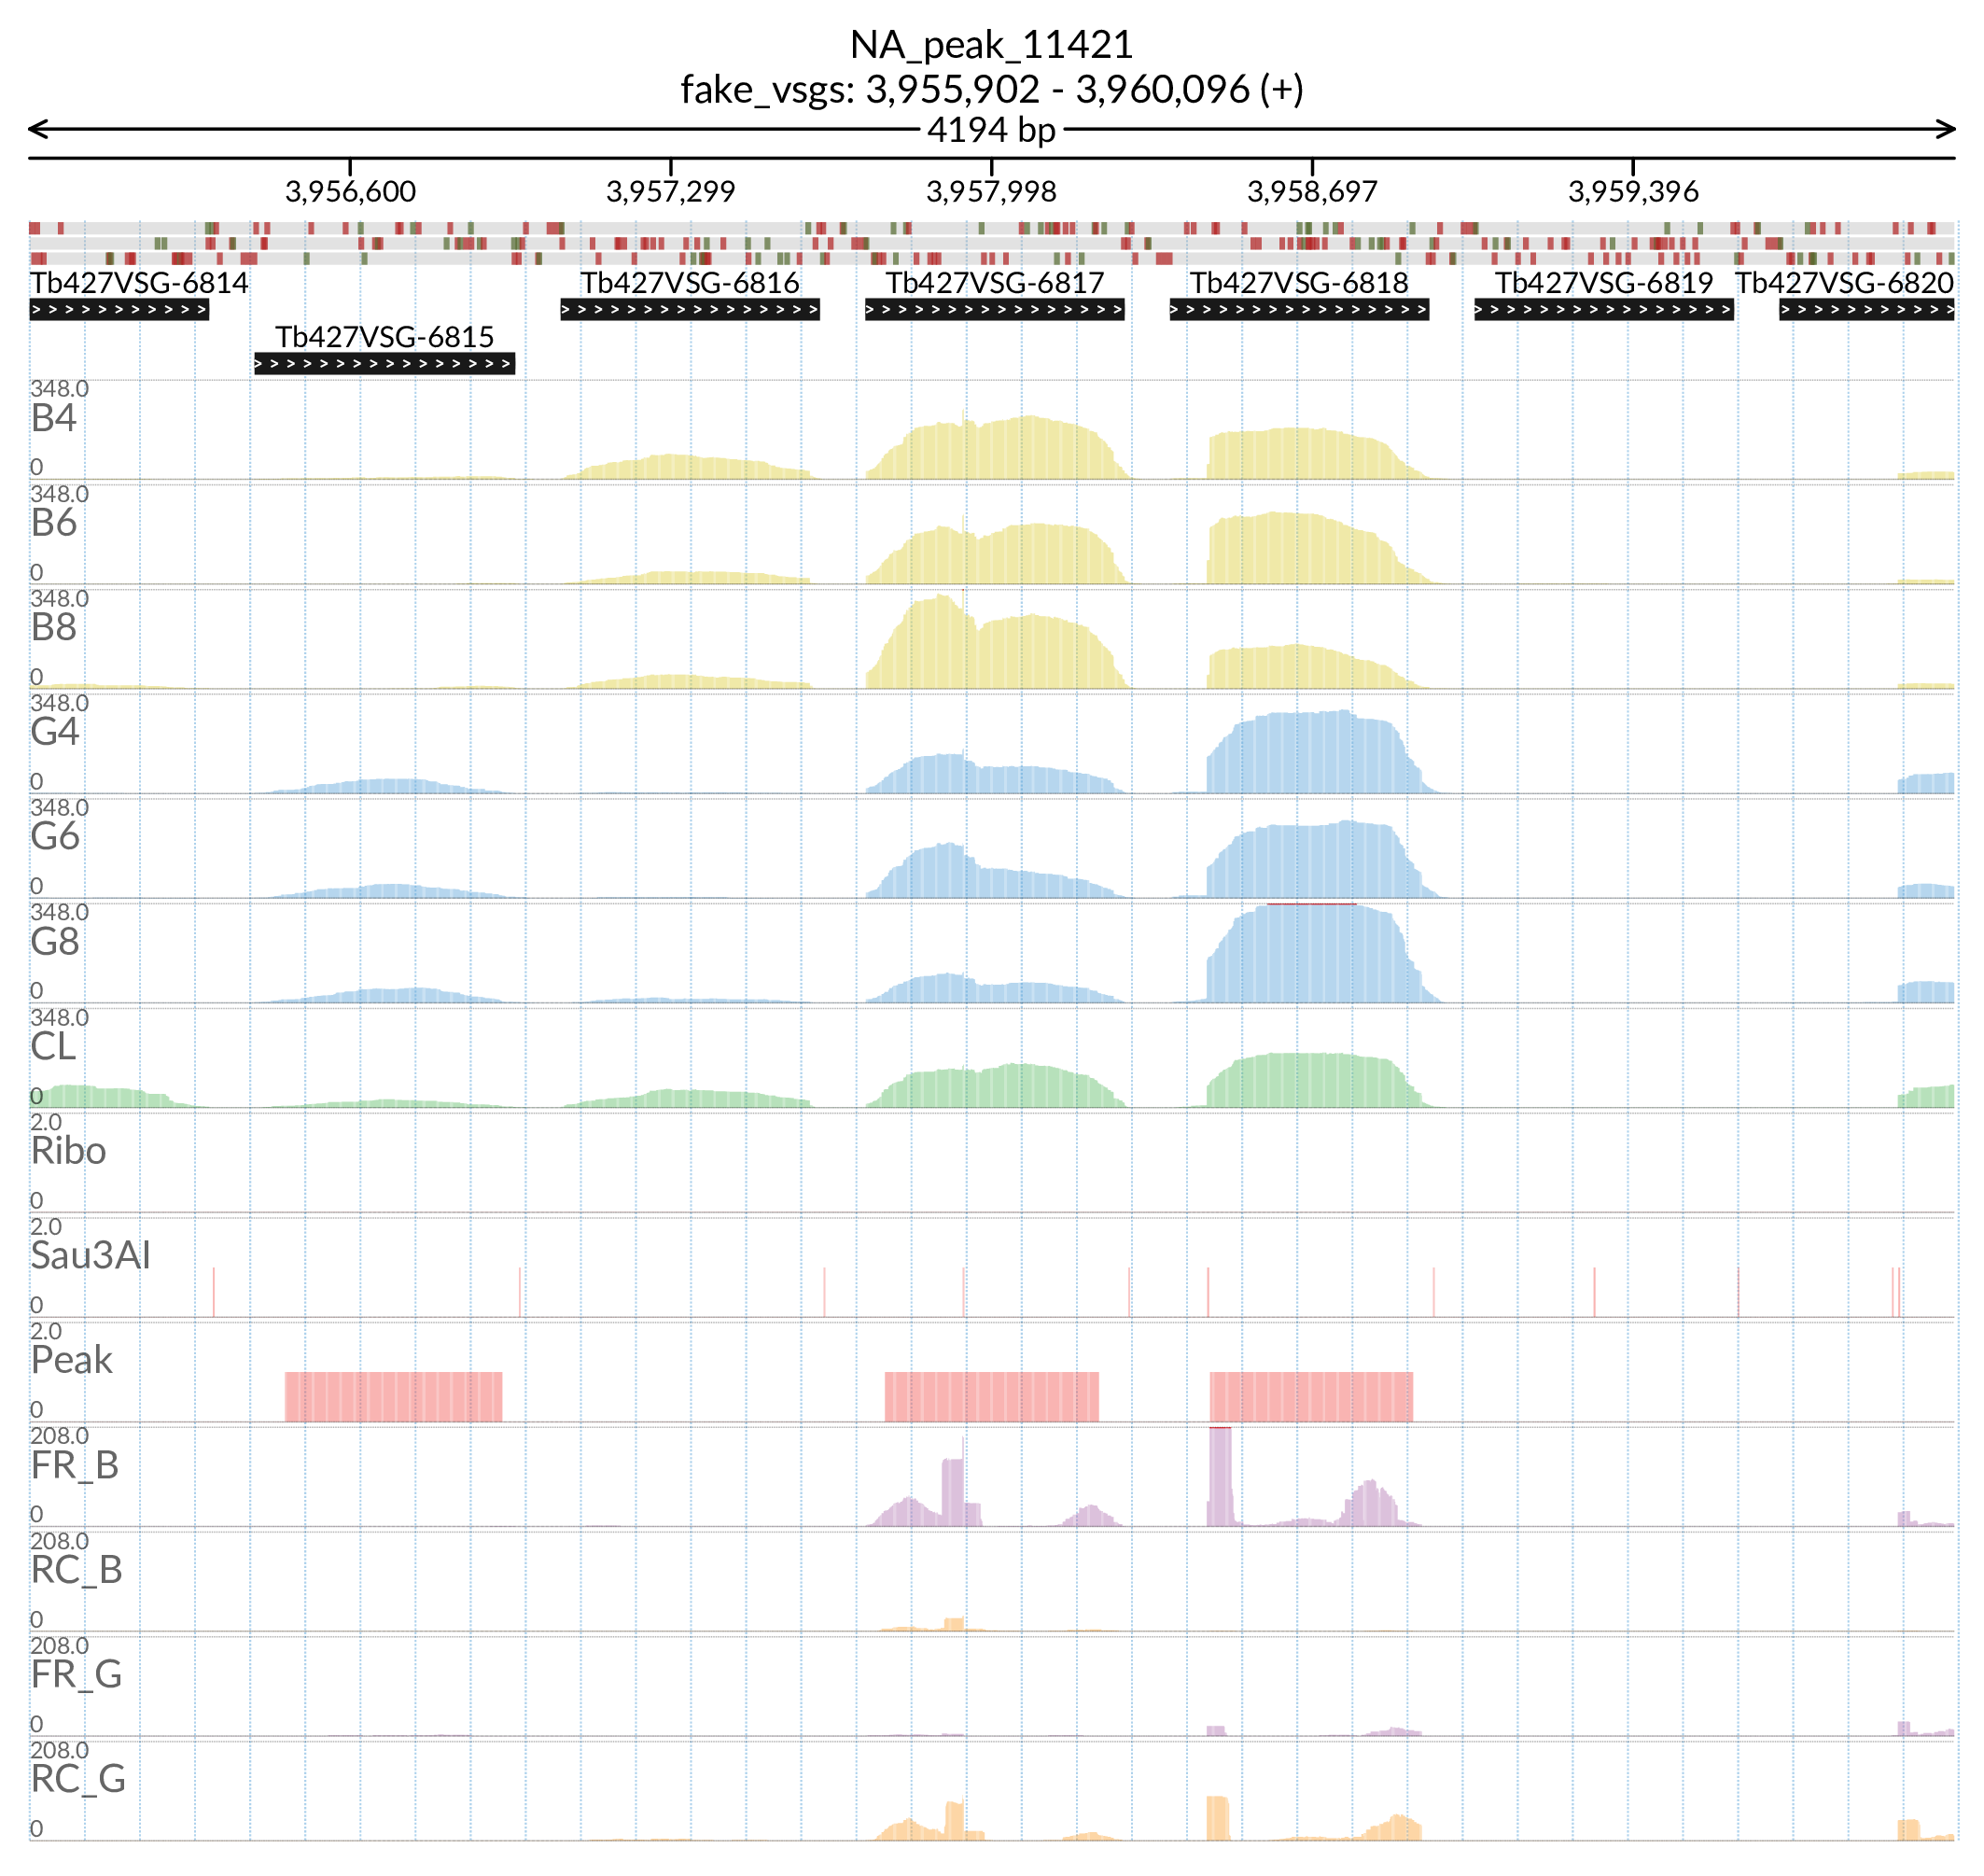 NA_peak_11421
fake_vsgs: 3,955,902 - 3,960,096 (+)
4194 bp
3,956,600 3,957,299 3,957,998 3,958,697 3,959,396
Tb427VSG-6814 Tb427VSG-6816 Tb427VSG-6817 Tb427VSG-6818 Tb427VSG-6819 Tb427VSG-6820
Tb427VSG-6815
348.0
B4
0
348.0
B6
0
348.0
B8
0
348.0
G4
0
348.0
G6
0
348.0
G8
0
348.0
CL
0
2.0
Ribo
0
2.0
Sau3AI
0
2.0
Peak
0
208.0
FR_B
0
208.0
RC_B
0
208.0
FR_G
0
208.0
RC_G
0